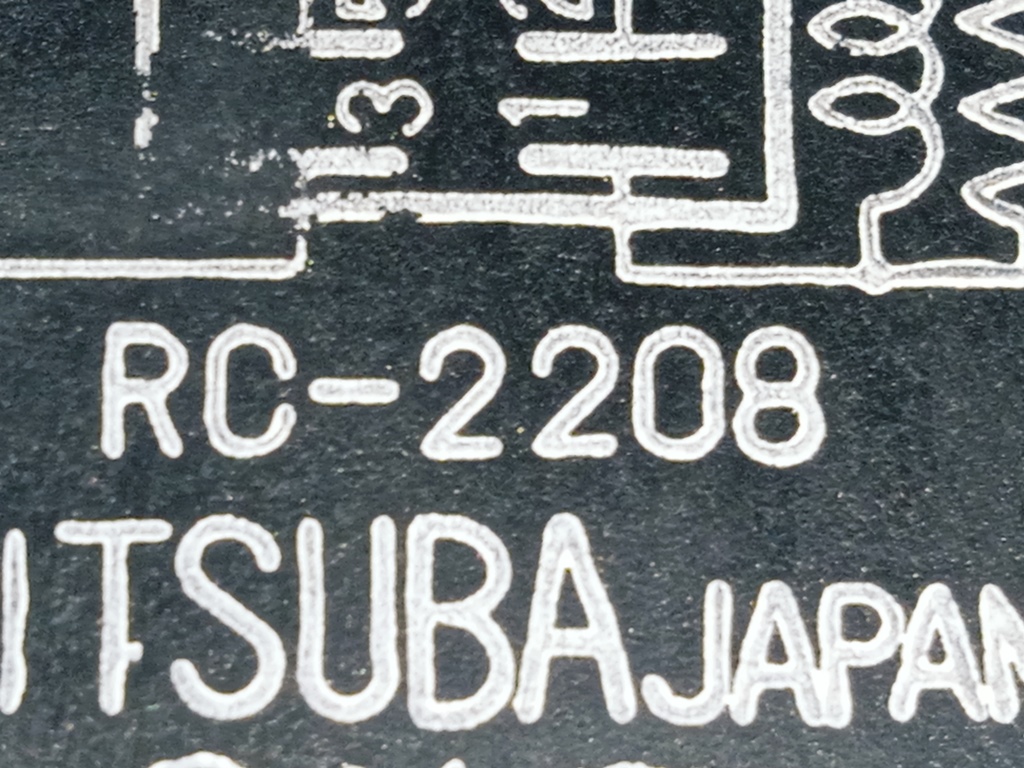 3
1
RC-2208
ITSUBA JAPAN